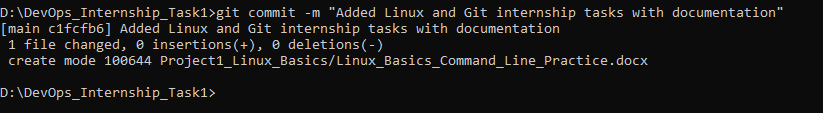 D:\DevOps_Internship_Task1>git commit -m "Added Linux and Git internship tasks with documentation"
[main c1fcfb6] Added Linux and Git internship tasks with documentation
 1 file changed, 0 insertions(+), 0 deletions(-)
 create mode 100644 Project1_Linux_Basics/Linux_Basics_Command_Line_Practice.docx
D:\DevOps_Internship_Task1>